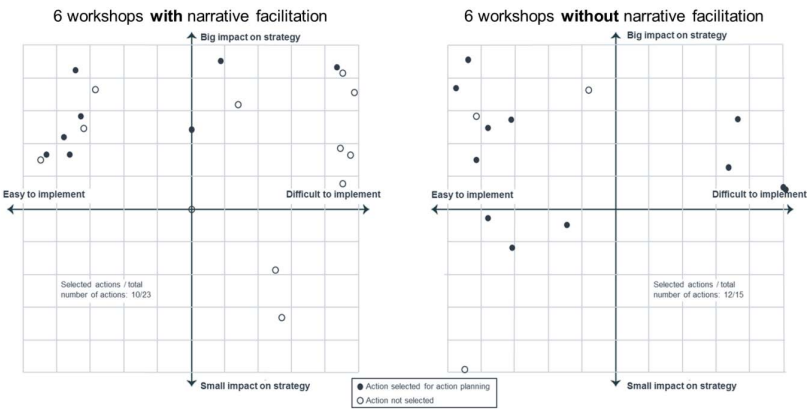 6 workshops with narrative facilitation
Big impact on strategy
Easy to implement
Difficult to implement
Selected actions / total
number of actions: 10/23
Small impact on strategy
6 workshops without narrative facilitation
Big impact on strategy
Easy to implement
Difficult to implement
Selected actions / total
number of actions: 12/15
Small impact on strategy
Action selected for action planning
Action not selected